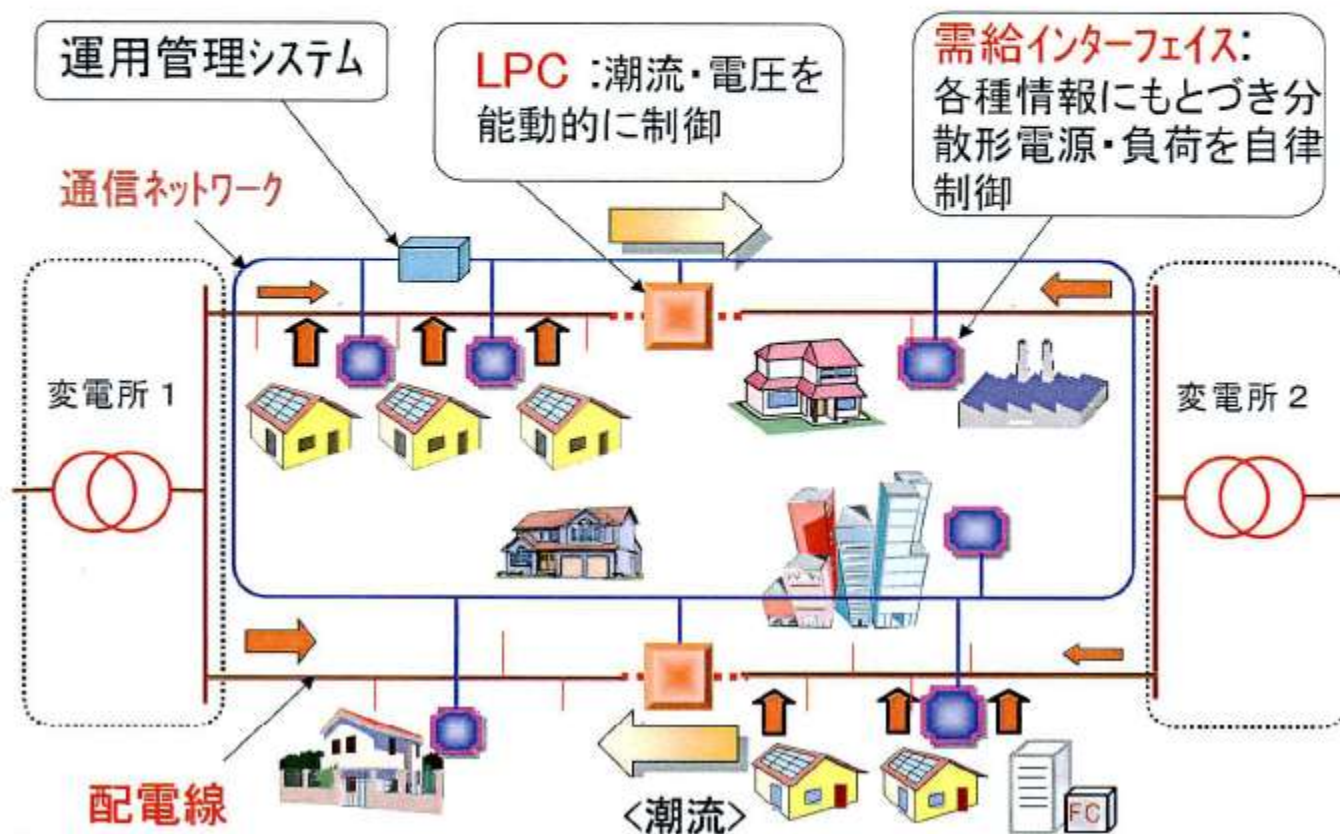 運用管理システム
LPC :潮流・電圧を
能動的に制御
需給インターフェイス:
各種情報にもとづき分
散形電源・負荷を自律
制御
通信ネットワーク
変電所1
変電所2
配電線
<潮流>
FC